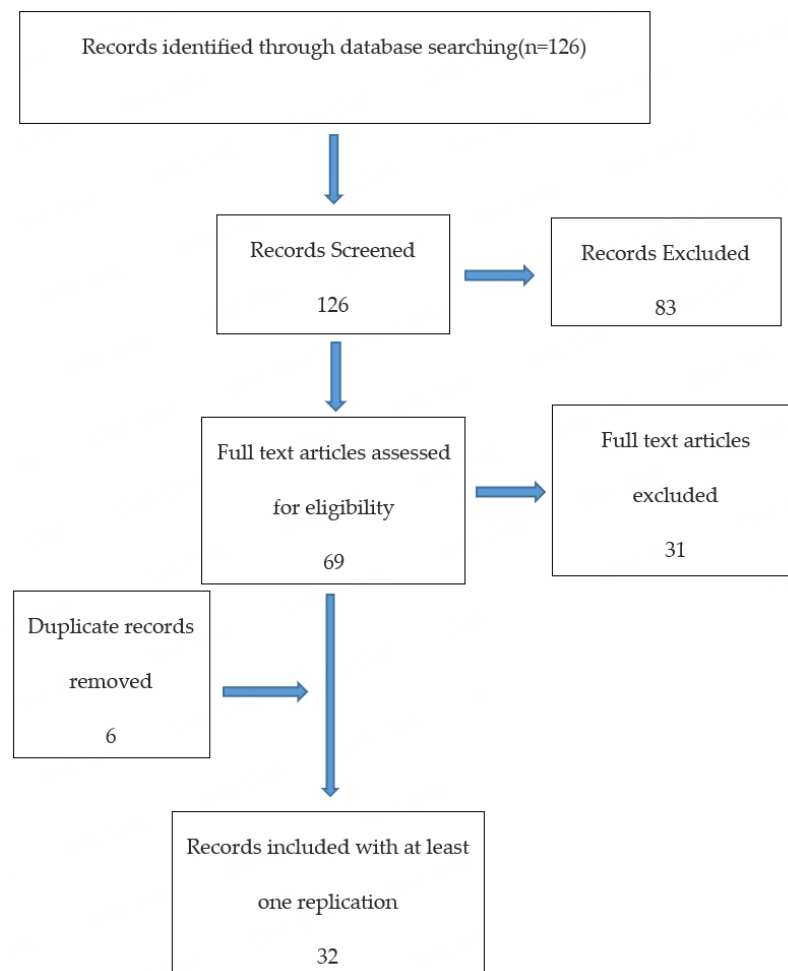 Records identified through database searching(n=126)
Records Screened
126
Records Excluded
83
Full text articles assessed
for eligibility
69
Full text articles
excluded
31
Duplicate records
removed
6
Records included with at least
one replication
32